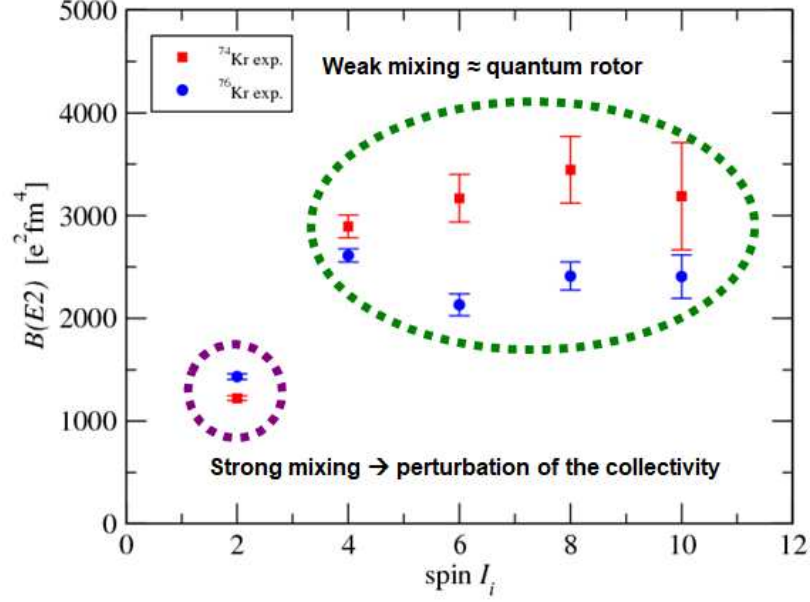 5000
4000
3000
2000
1000
0
B(E2) [e²fm⁴]
⁷⁴Kr exp.
⁷⁶Kr exp.
Weak mixing ≈ quantum rotor
Strong mixing → perturbation of the collectivity
0 2 4 6 8 10 12
spin Iᵢ